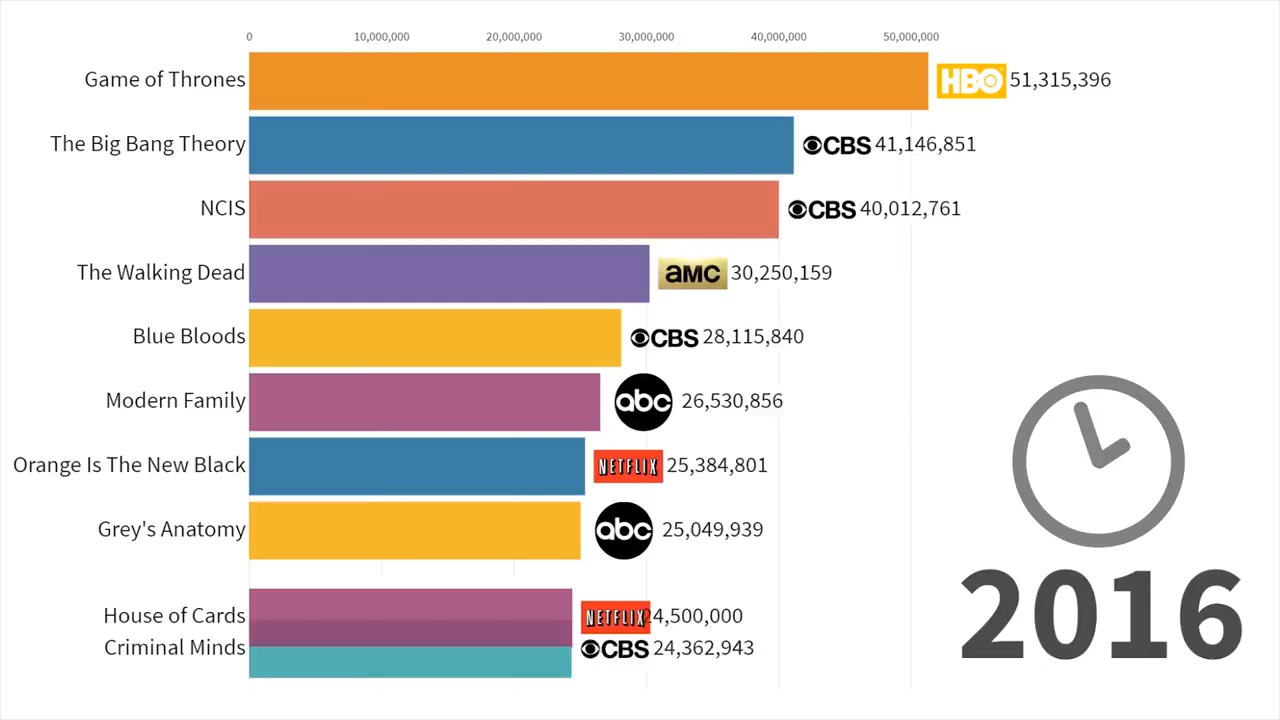 0 10,000,000 20,000,000 30,000,000 40,000,000 50,000,000
Game of Thrones HBO 51,315,396
The Big Bang Theory CBS 41,146,851
NCIS CBS 40,012,761
The Walking Dead aMC 30,250,159
Blue Bloods CBS 28,115,840
Modern Family abc 26,530,856
Orange Is The New Black NETFLIX 25,384,801
Grey's Anatomy abc 25,049,939
House of Cards NETFLIX 24,500,000
Criminal Minds CBS 24,362,943
2016